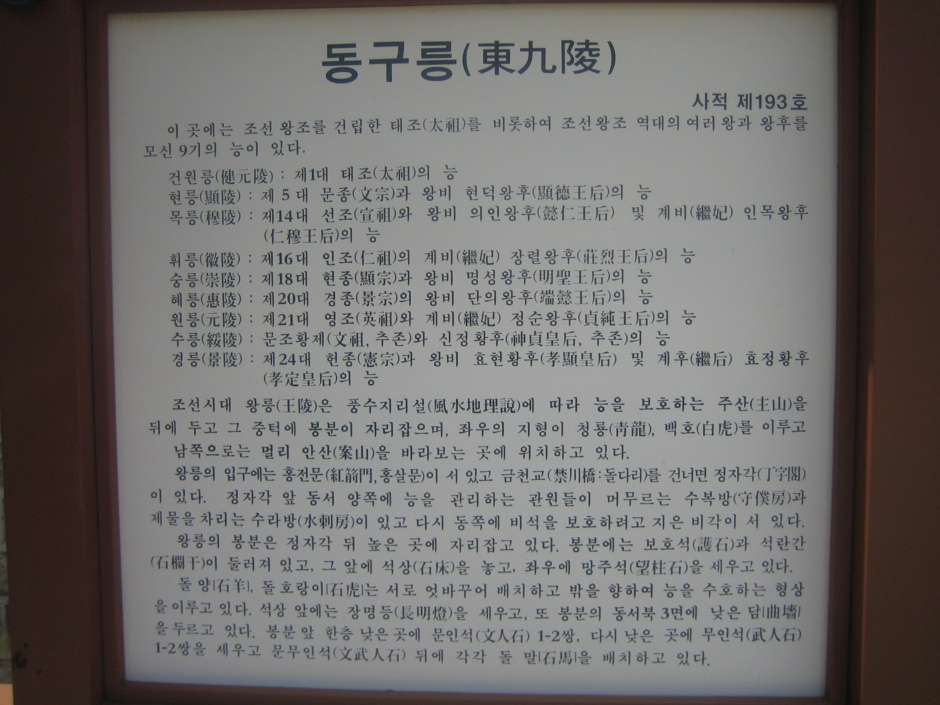 동구릉(東九陵)
사적 제193호
이 곳에는 조선 왕조를 건립한 태조(太祖)를 비롯하여 조선왕조 역대의 여러 왕과 왕후를
모신 9기의 능이 있다.
건원릉(健元陵) : 제1대 태조(太祖)의 능
현릉(顯陵) : 제 5 대 문종(文宗)과 왕비 현덕왕후(顯德王后)의 능
목릉(穆陵) : 제14대 선조(宣祖)와 왕비 의인왕후(懿仁王后) 및 계비(繼妃) 인목왕후
(仁穆王后)의 능
휘릉(徽陵) : 제16대 인조(仁祖)의 계비(繼妃) 장렬왕후(莊烈王后)의 능
숭릉(崇陵) : 제18대 현종(顯宗)과 왕비 명성왕후(明聖王后)의 능
혜릉(惠陵) : 제20대 경종(景宗)의 왕비 단의왕후(端懿王后)의 능
원릉(元陵) : 제21대 영조(英祖)와 계비(繼妃) 정순왕후(貞純王后)의 능
수릉(綏陵) : 문조황제(文祖, 추존)와 신정황후(神貞皇后, 추존)의 능
경릉(景陵) : 제24대 헌종(憲宗)과 왕비 효현황후(孝顯皇后) 및 계후(繼后) 효정황후
(孝定皇后)의 능
조선시대 왕릉(王陵)은 풍수지리설(風水地理說)에 따라 능을 보호하는 주산(主山)을
뒤에 두고 그 중턱에 봉분이 자리잡으며, 좌우의 지형이 청룡(靑龍), 백호(白虎)를 이루고
남쪽으로는 멀리 안산(案山)을 바라보는 곳에 위치하고 있다.
왕릉의 입구에는 홍전문(紅箭門, 홍살문)이 서 있고 금천교(禁川橋:돌다리)를 건너면 정자각(丁字閣)
이 있다. 정자각 앞 동서 양쪽에 능을 관리하는 관원들이 머무르는 수복방(守僕房)과
제물을 차리는 수라방(水剌房)이 있고 다시 동쪽에 비석을 보호하려고 지은 비각이 서 있다.
왕릉의 봉분은 정자각 뒤 높은 곳에 자리잡고 있다. 봉분에는 보호석(護石)과 석란간
(石欄干)이 둘러져 있고, 그 앞에 석상(石床)을 놓고, 좌우에 망주석(望柱石)을 세우고 있다.
돌 양[石羊], 돌 호랑이[石虎]는 서로 엇바꾸어 배치하고 밖을 향하여 능을 수호하는 형상
을 이루고 있다. 석상 앞에는 장명등(長明燈)을 세우고, 또 봉분의 동서북 3면에 낮은 담[曲墻]
을 두르고 있다. 봉분 앞 한층 낮은 곳에 문인석(文人石) 1-2쌍, 다시 낮은 곳에 무인석(武人石)
1-2쌍을 세우고 문무인석(文武人石) 뒤에 각각 돌 말[石馬]을 배치하고 있다.